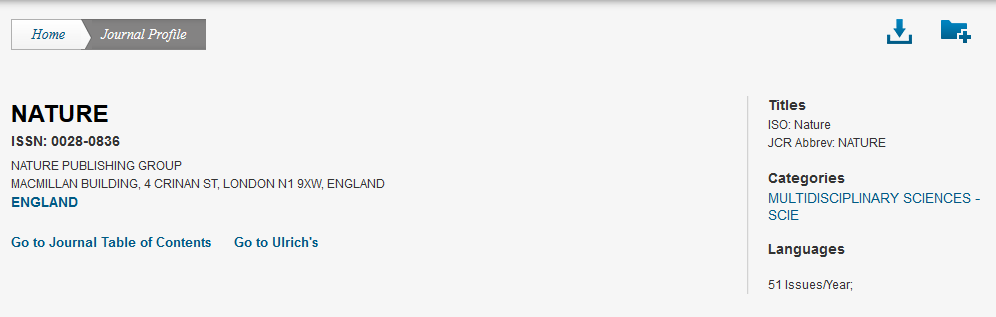 Home
Journal Profile
NATURE
ISSN: 0028-0836
NATURE PUBLISHING GROUP
MACMILLAN BUILDING, 4 CRINAN ST, LONDON N1 9XW, ENGLAND
ENGLAND
Go to Journal Table of Contents
Go to Ulrich's
Titles
ISO: Nature
JCR Abbrev: NATURE
Categories
MULTIDISCIPLINARY SCIENCES -
SCIE
Languages
51 Issues/Year;